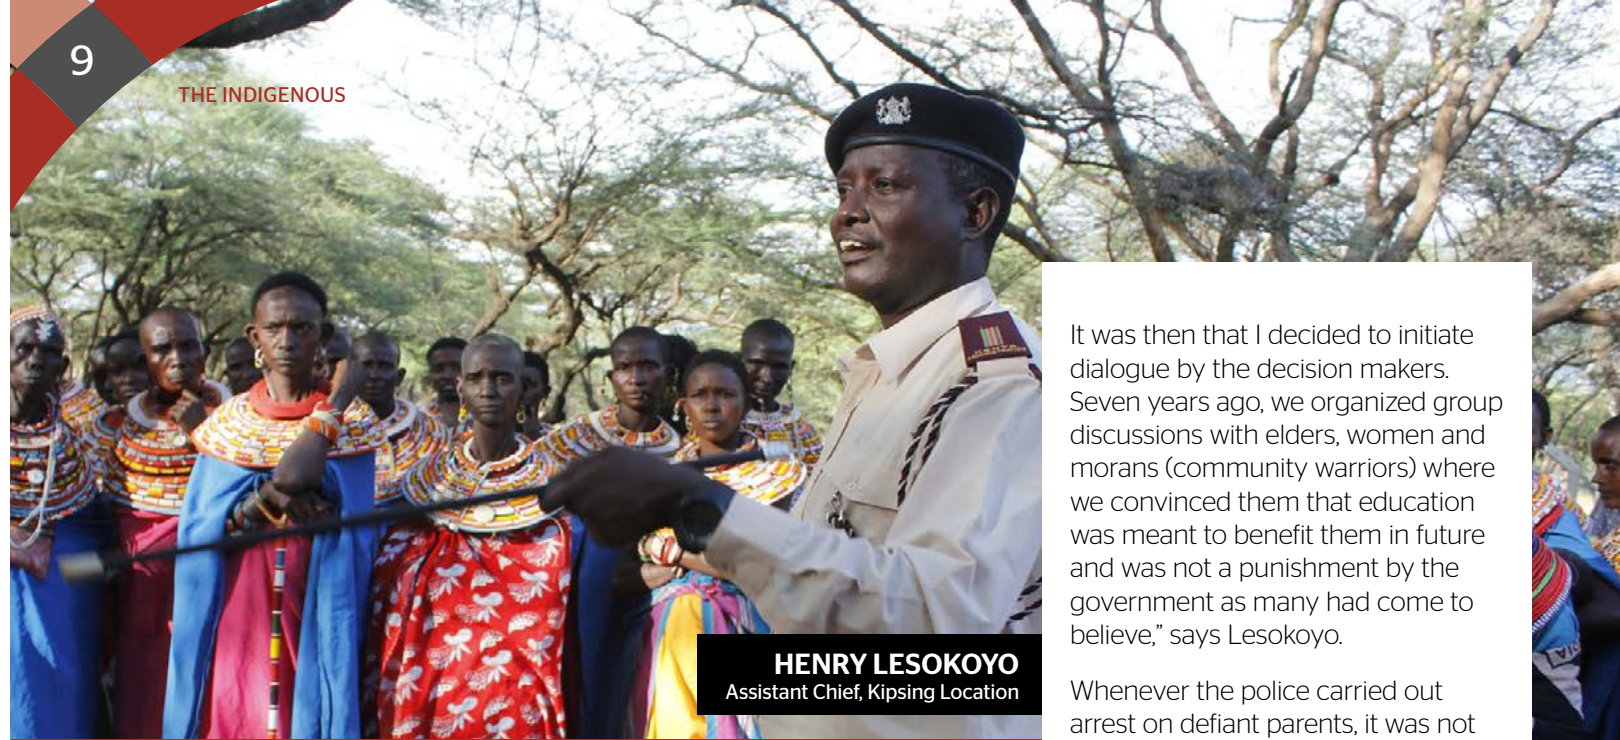 9
THE INDIGENOUS
It was then that I decided to initiate
dialogue by the decision makers.
Seven years ago, we organized group
discussions with elders, women and
morans (community warriors) where
we convinced them that education
was meant to benefit them in future
and was not a punishment by the
government as many had come to
believe,” says Lesokoyo.
Whenever the police carried out
arrest on defiant parents, it was not
HENRY LESOKOYO
Assistant Chief, Kipsing Location
KENYA